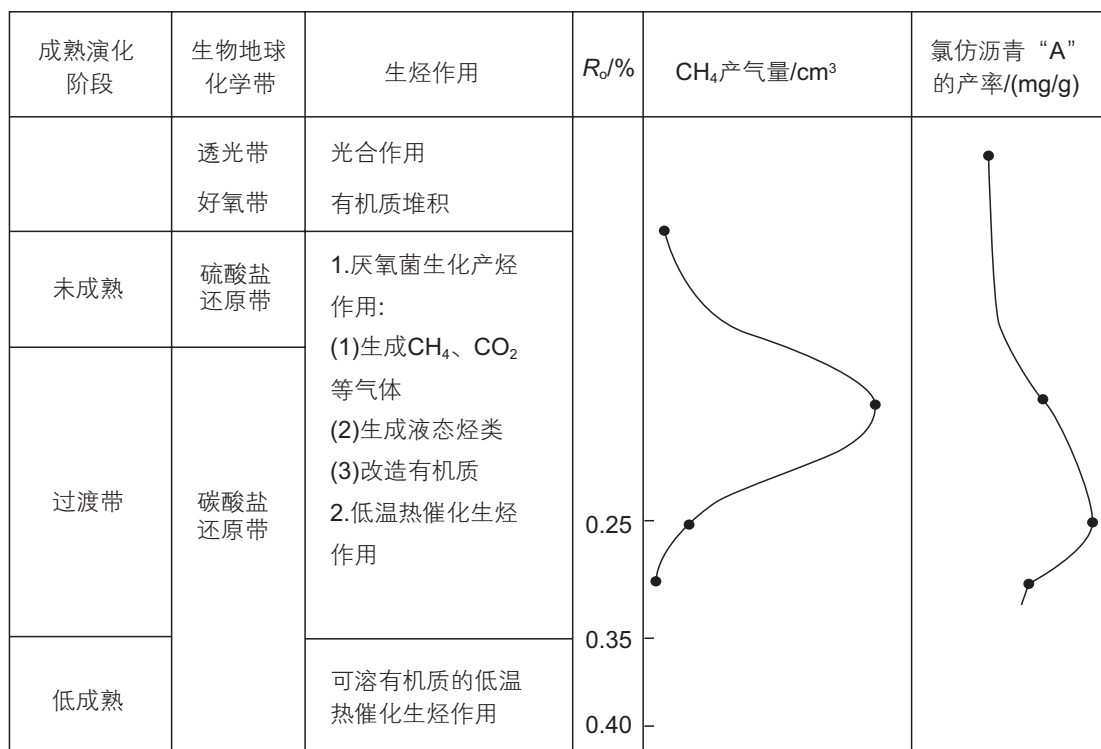 成熟演化
阶段
生物地球
化学带
生烃作用
Rₒ/%
CH₄产气量/cm³
氯仿沥青“A”
的产率/(mg/g)
透光带
光合作用
好氧带
有机质堆积
未成熟
硫酸盐
还原带
1.厌氧菌生化产烃
作用:
(1)生成CH₄、CO₂
等气体
(2)生成液态烃类
(3)改造有机质
2.低温热催化生烃
作用
过渡带
碳酸盐
还原带
0.25
0.35
低成熟
可溶有机质的低温
热催化生烃作用
0.40